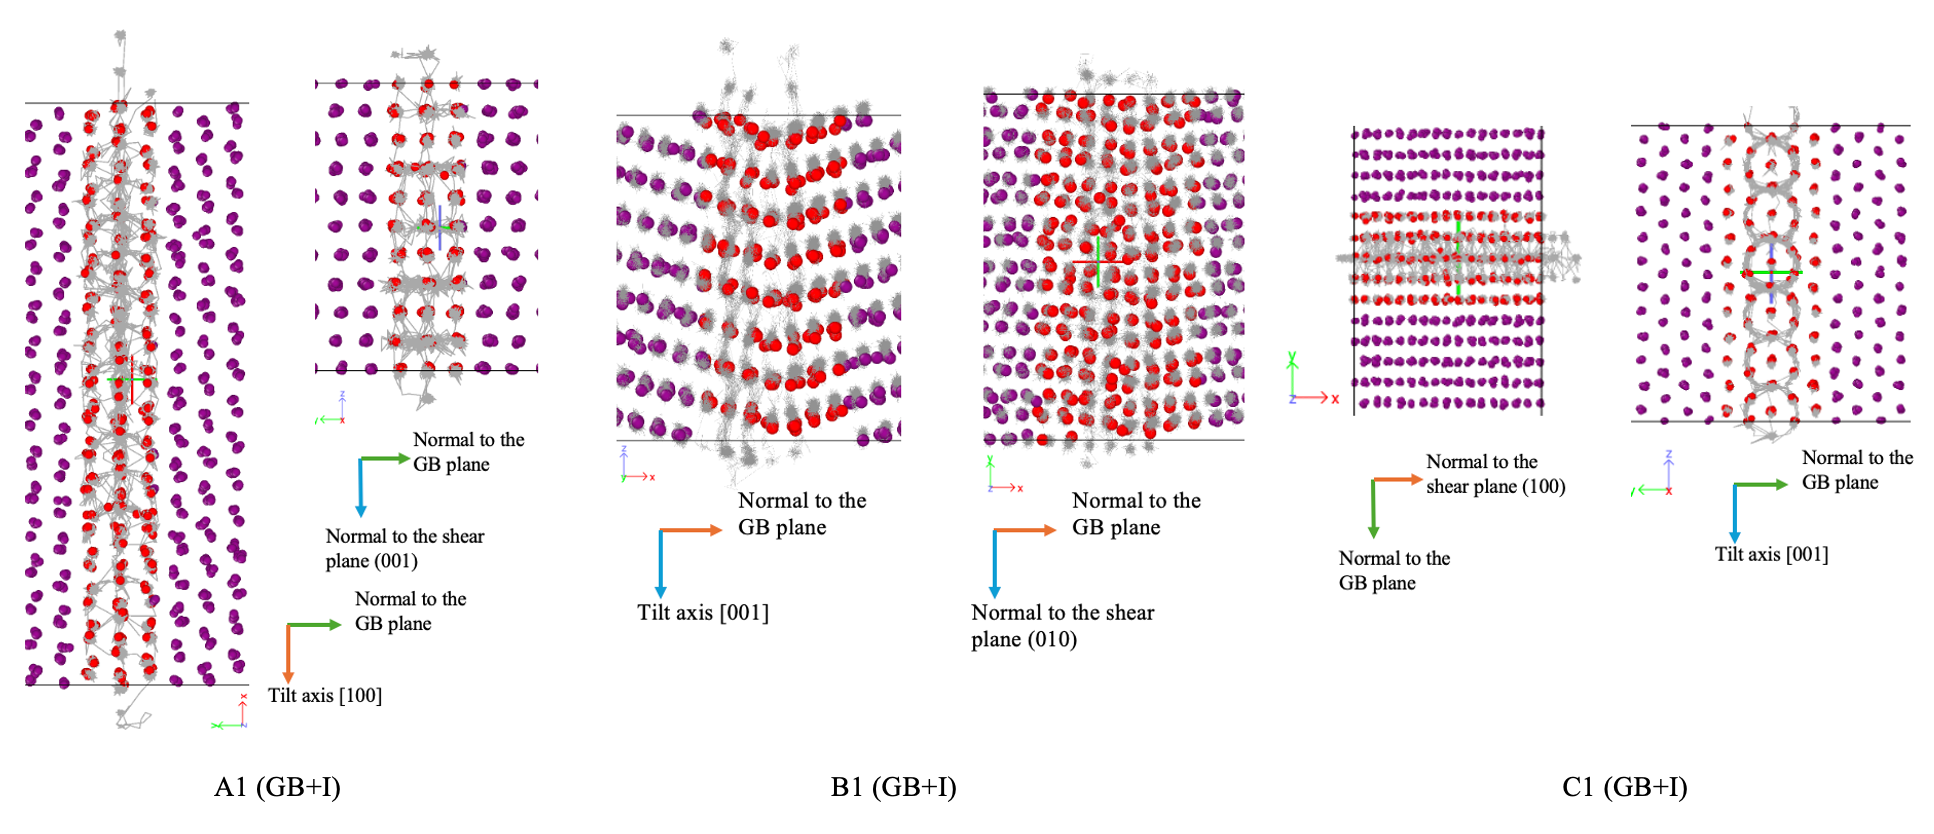 Normal to the
GB plane
Normal to the shear
plane (001)
Normal to the
GB plane
Tilt axis [100]
x
y
z
z
y
x
A1 (GB+I)
z
y
x
Normal to the
GB plane
Tilt axis [001]
y
z
x
Normal to the
GB plane
Normal to the shear
plane (010)
B1 (GB+I)
y
z
x
Normal to the
shear plane (100)
Normal to the
GB plane
z
y
x
Normal to the
GB plane
Tilt axis [001]
C1 (GB+I)